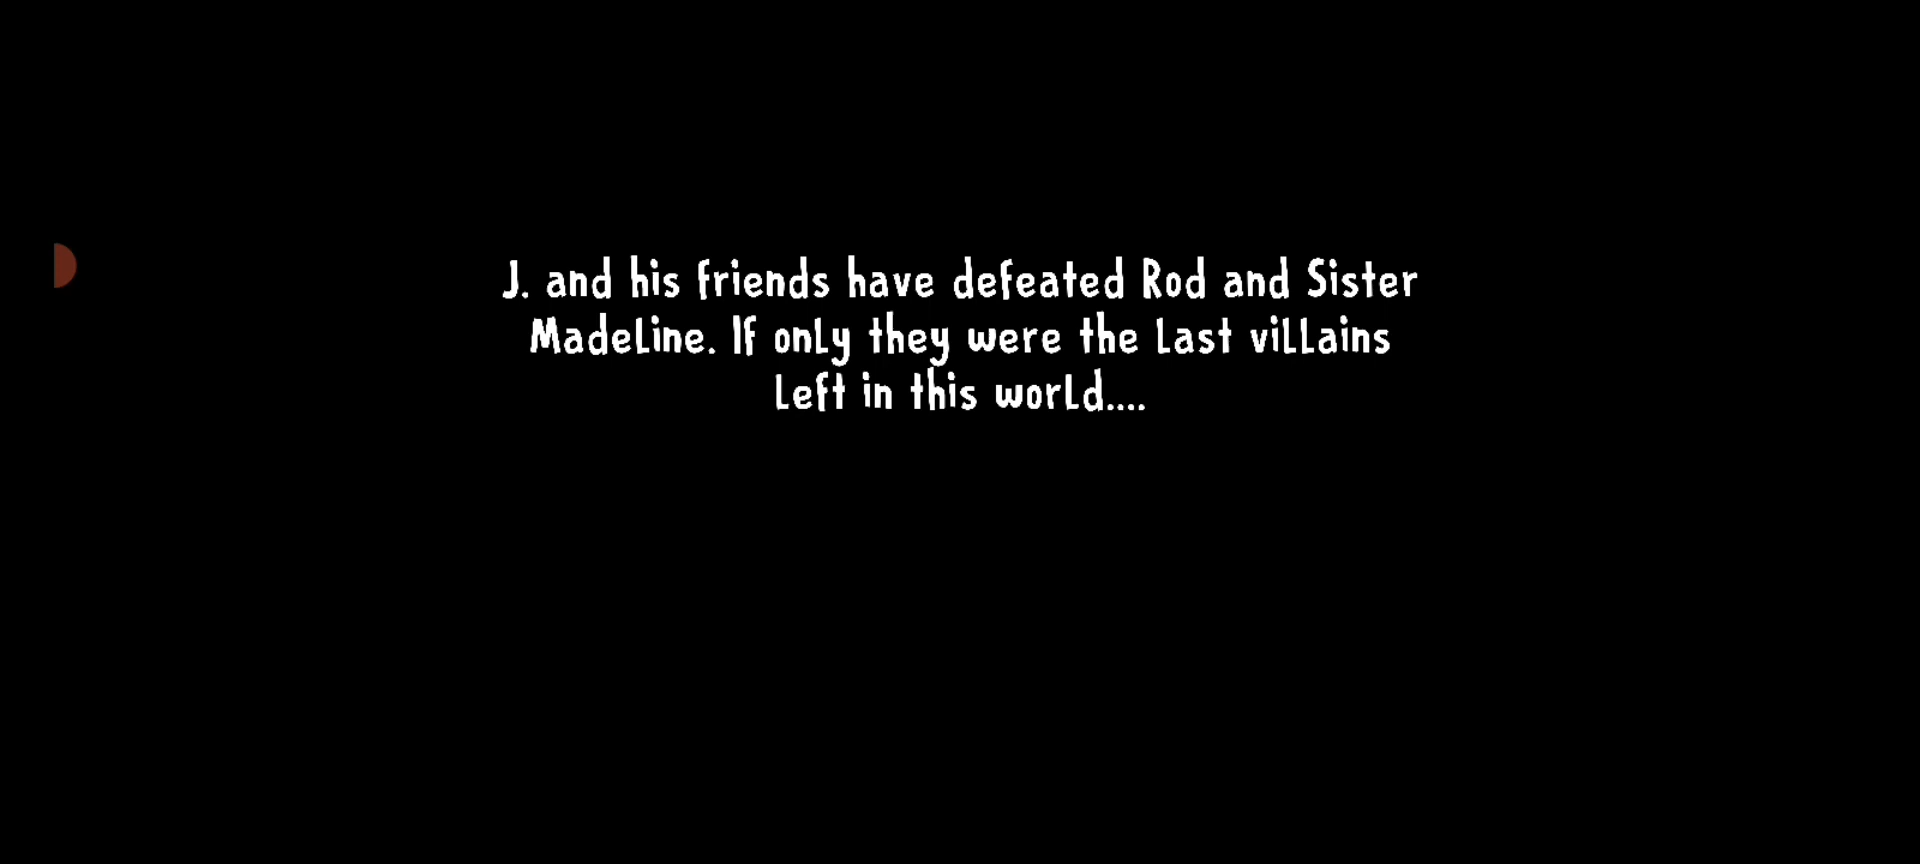 J. and his friends have defeated Rod and Sister
Madeline. If only they were the last villains
left in this world....